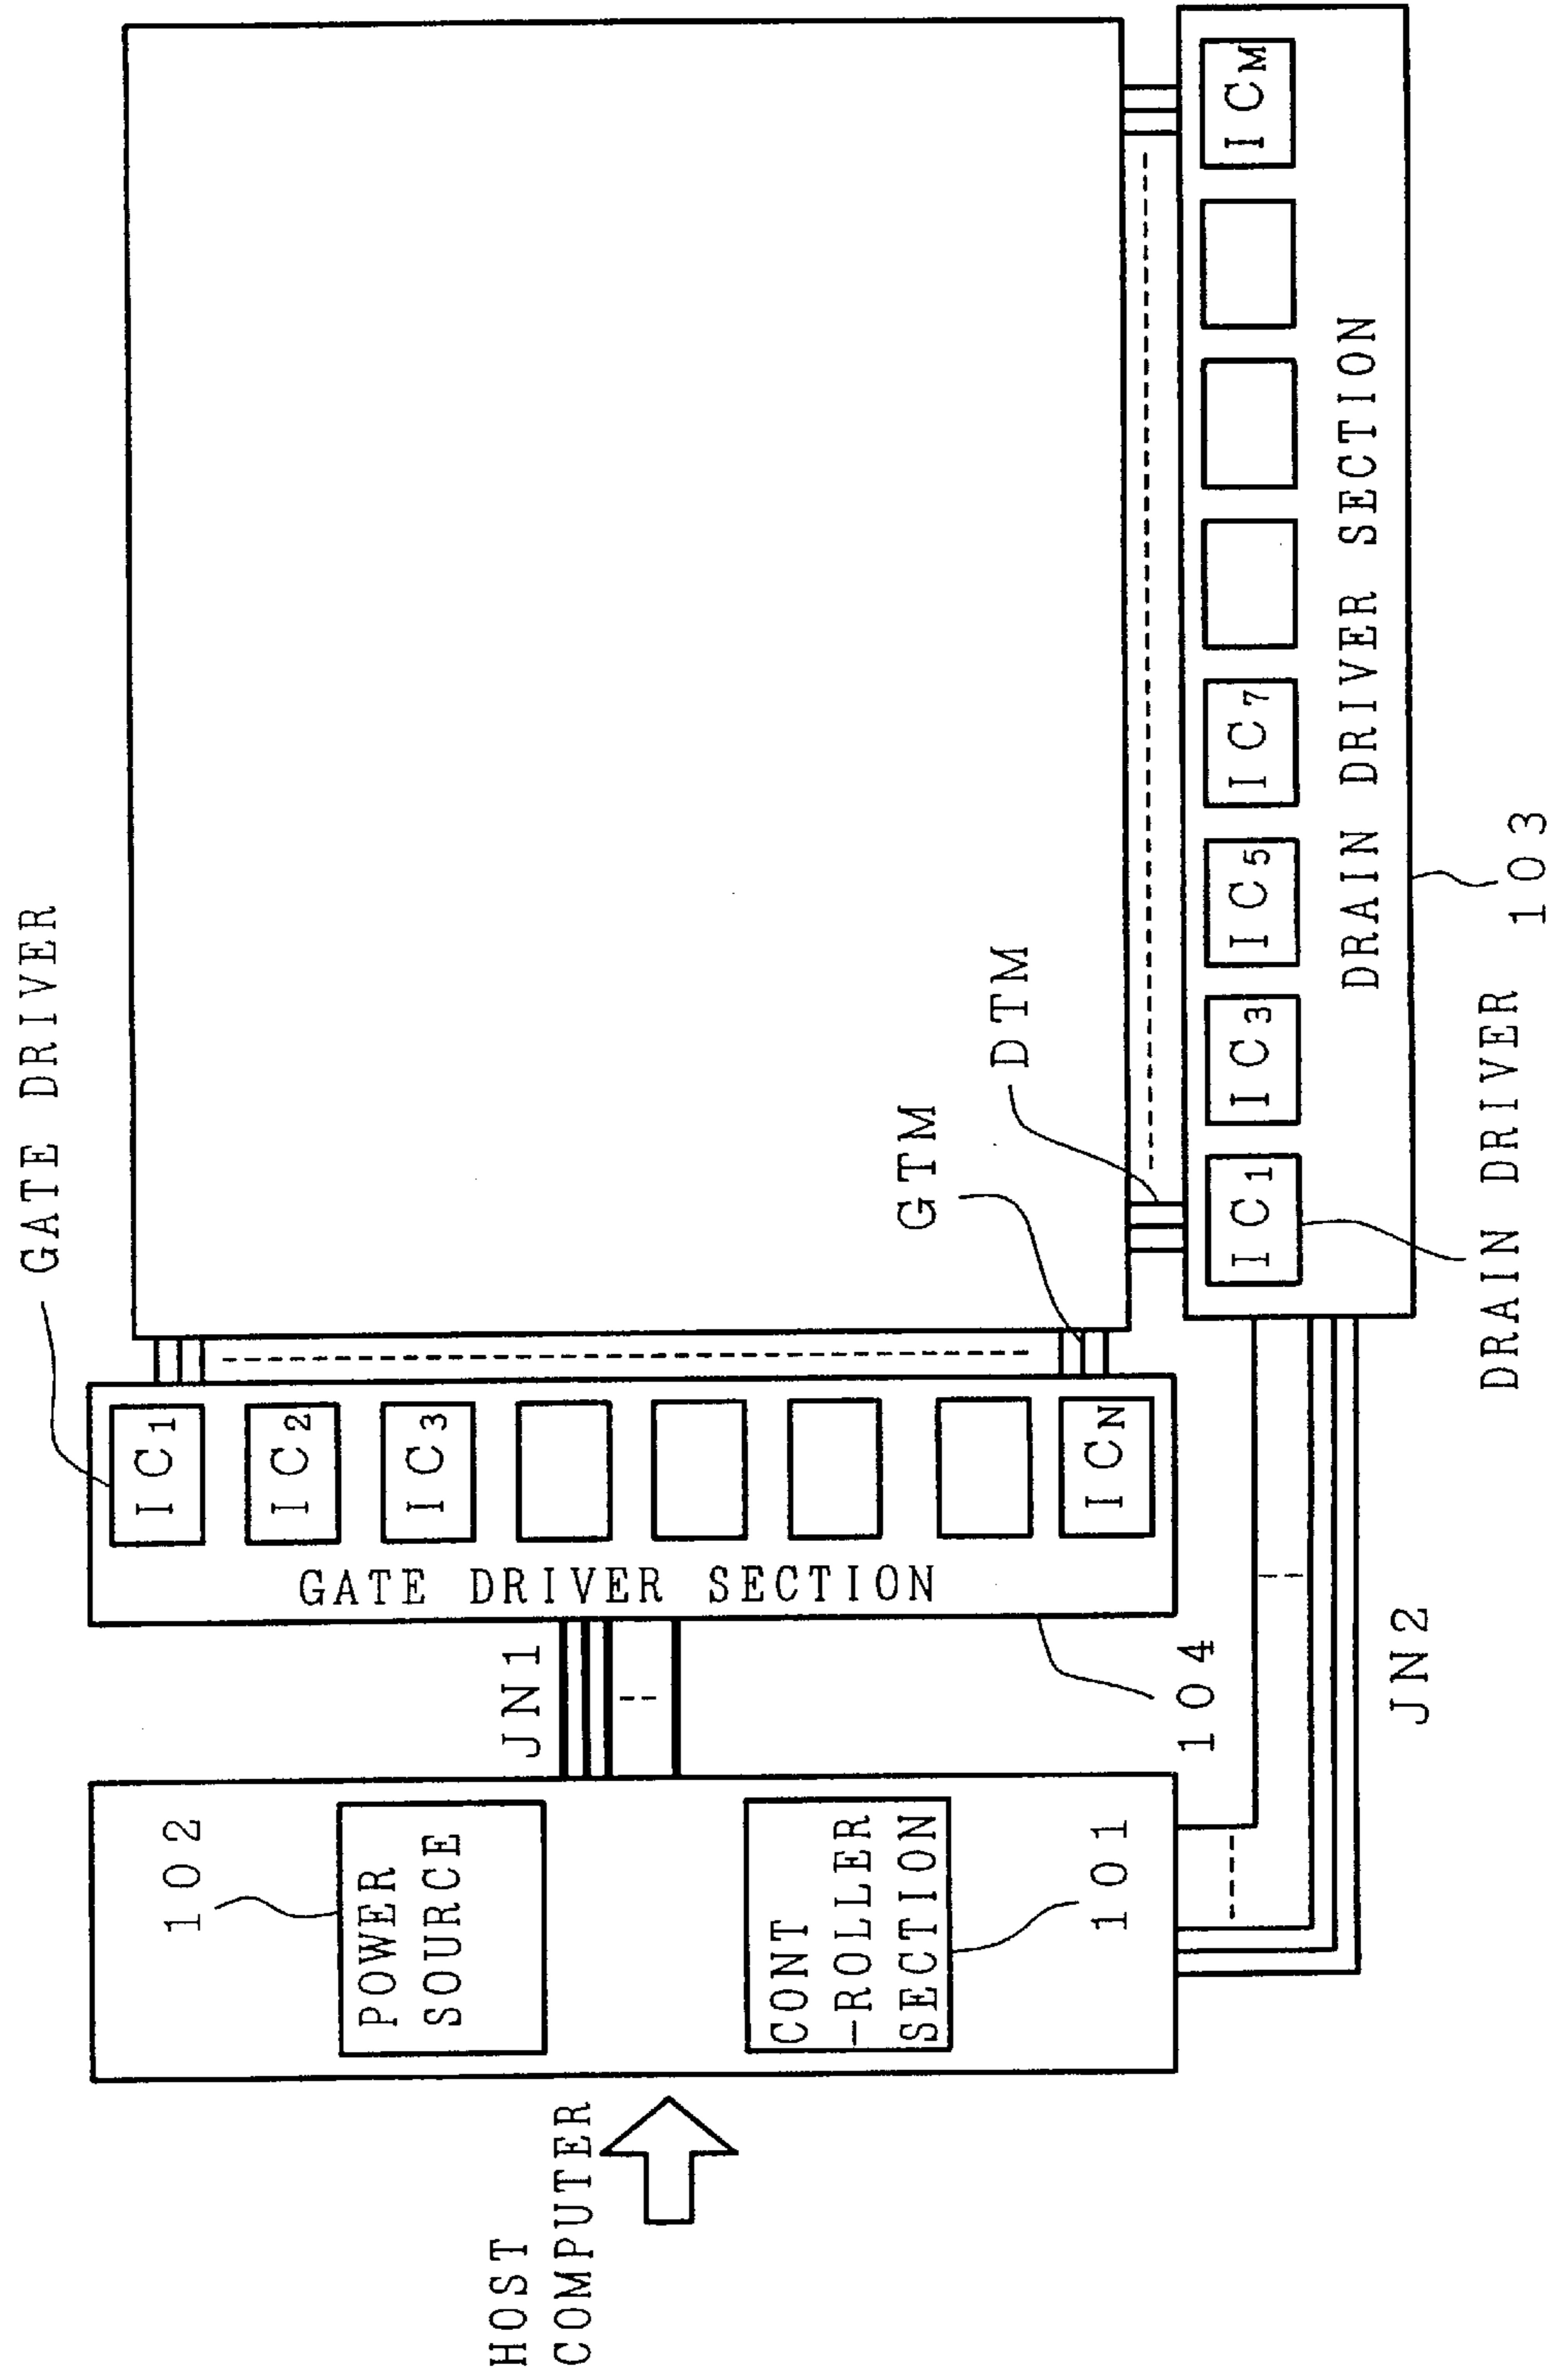 HOST
COMPUTER
102
POWER
SOURCE
CONT
-ROLLER
SECTION
101
JN1
104
JN2
GATE DRIVER
IC1
IC2
IC3
ICN
GATE DRIVER SECTION
GTM
DTM
IC1
IC3
IC5
IC7
ICM
DRAIN DRIVER SECTION
DRAIN DRIVER
103